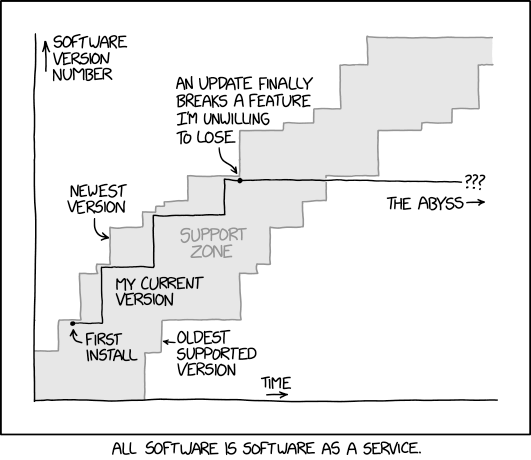 SOFTWARE
VERSION
NUMBER
AN UPDATE FINALLY
BREAKS A FEATURE
I'M UNWILLING
TO LOSE
???
THE ABYSS
NEWEST
VERSION
SUPPORT
ZONE
MY CURRENT
VERSION
FIRST
INSTALL
OLDEST
SUPPORTED
VERSION
TIME
ALL SOFTWARE IS SOFTWARE AS A SERVICE.